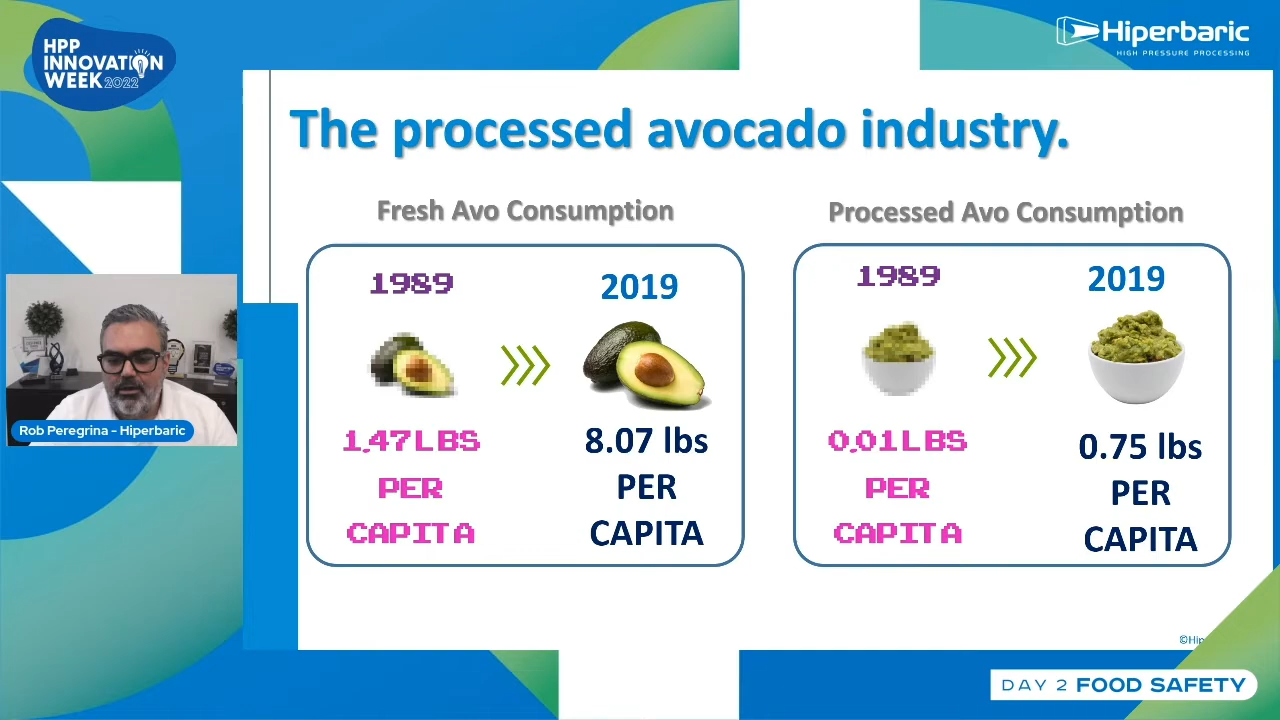 HPP
INNOVATION
WEEK 2022
Hiperbaric
HIGH PRESSURE PROCESSING
The processed avocado industry.
Fresh Avo Consumption
1989
2019
1,47LBS
PER
CAPITA
8.07 lbs
PER
CAPITA
Processed Avo Consumption
1989
2019
0,01LBS
PER
CAPITA
0.75 lbs
PER
CAPITA
Rob Peregrina - Hiperbaric
DAY 2 FOOD SAFETY